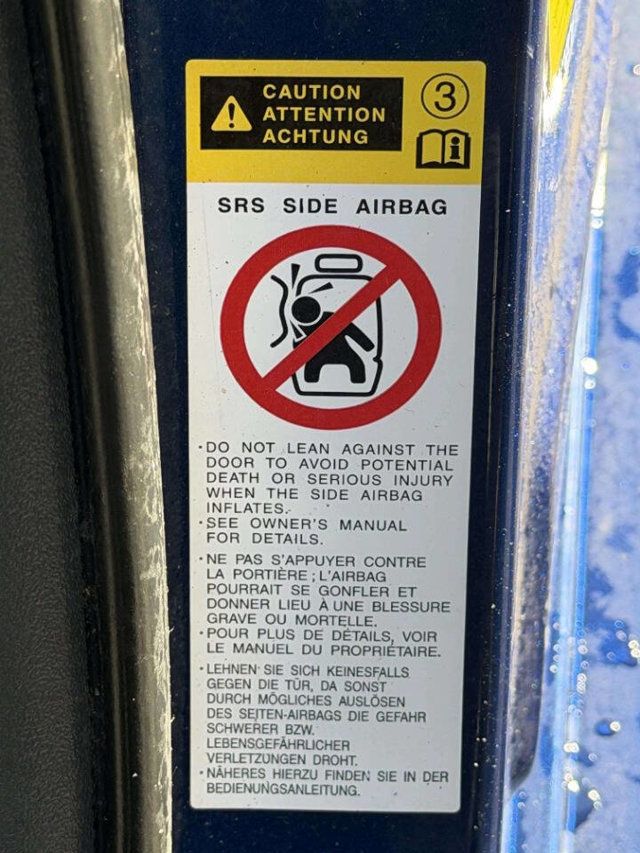 CAUTION
ATTENTION
ACHTUNG
3
i
SRS SIDE AIRBAG
·DO NOT LEAN AGAINST THE
DOOR TO AVOID POTENTIAL
DEATH OR SERIOUS INJURY
WHEN THE SIDE AIRBAG
INFLATES.
·SEE OWNER'S MANUAL
FOR DETAILS.
·NE PAS S'APPUYER CONTRE
LA PORTIÈRE ; L'AIRBAG
POURRAIT SE GONFLER ET
DONNER LIEU À UNE BLESSURE
GRAVE OU MORTELLE.
·POUR PLUS DE DÉTAILS, VOIR
LE MANUEL DU PROPRIÉTAIRE.
·LEHNEN SIE SICH KEINESFALLS
GEGEN DIE TÜR, DA SONST
DURCH MÖGLICHES AUSLÖSEN
DES SEITEN-AIRBAGS DIE GEFAHR
SCHWERER BZW.
LEBENSGEFÄHRLICHER
VERLETZUNGEN DROHT.
·NÄHERES HIERZU FINDEN SIE IN DER
BEDIENUNGSANLEITUNG.